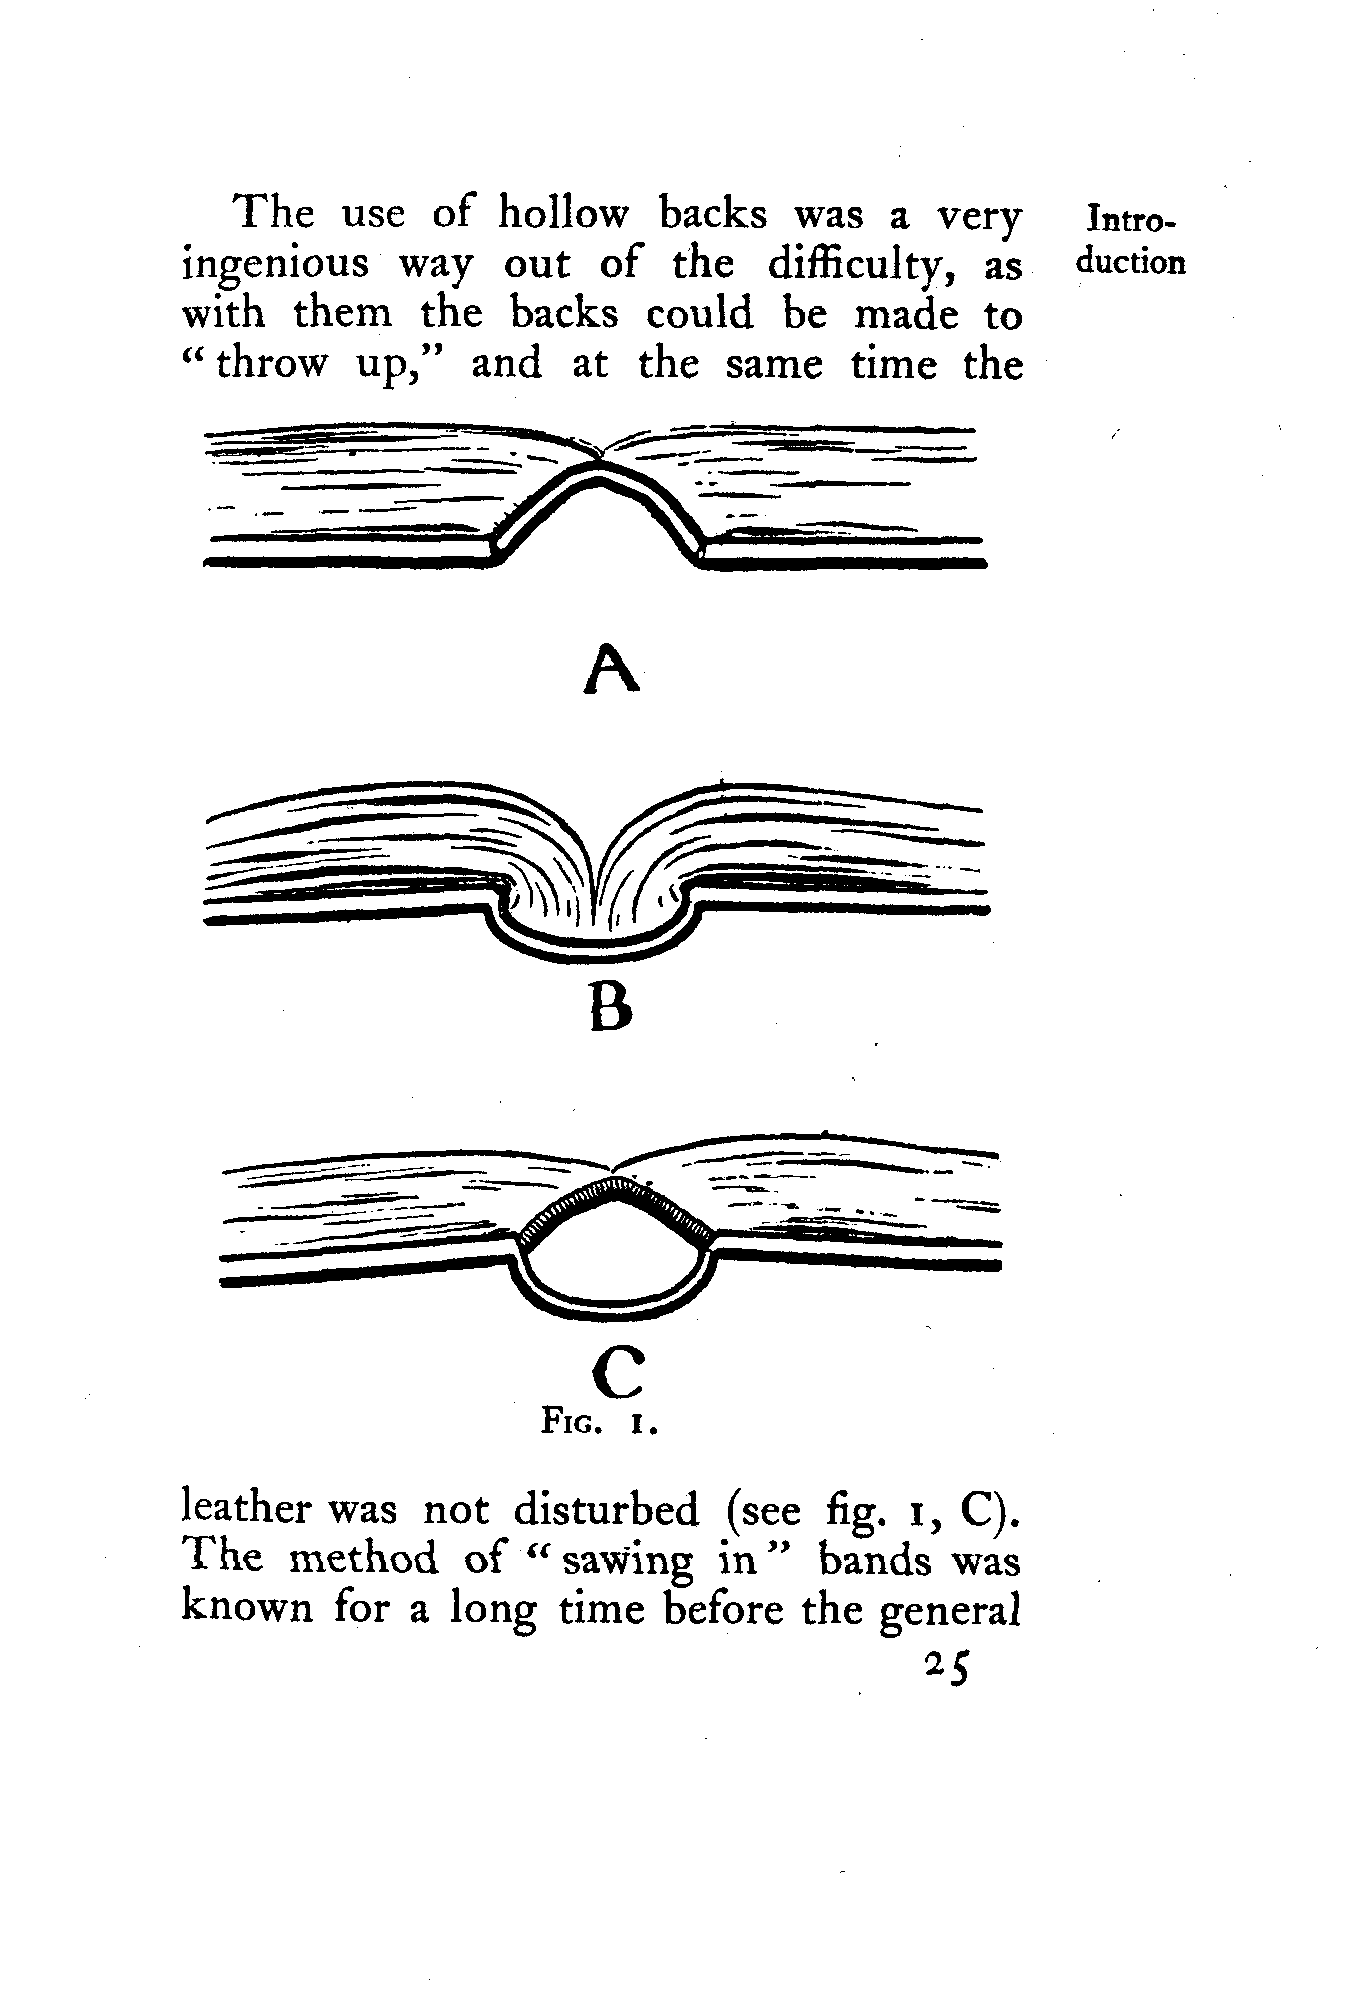 The use of hollow backs was a very
ingenious way out of the difficulty, as
with them the backs could be made to
“throw up,” and at the same time the
Intro-
duction
A
B
C
Fig. 1.
leather was not disturbed (see fig. 1, C).
The method of “sawing in” bands was
known for a long time before the general
25